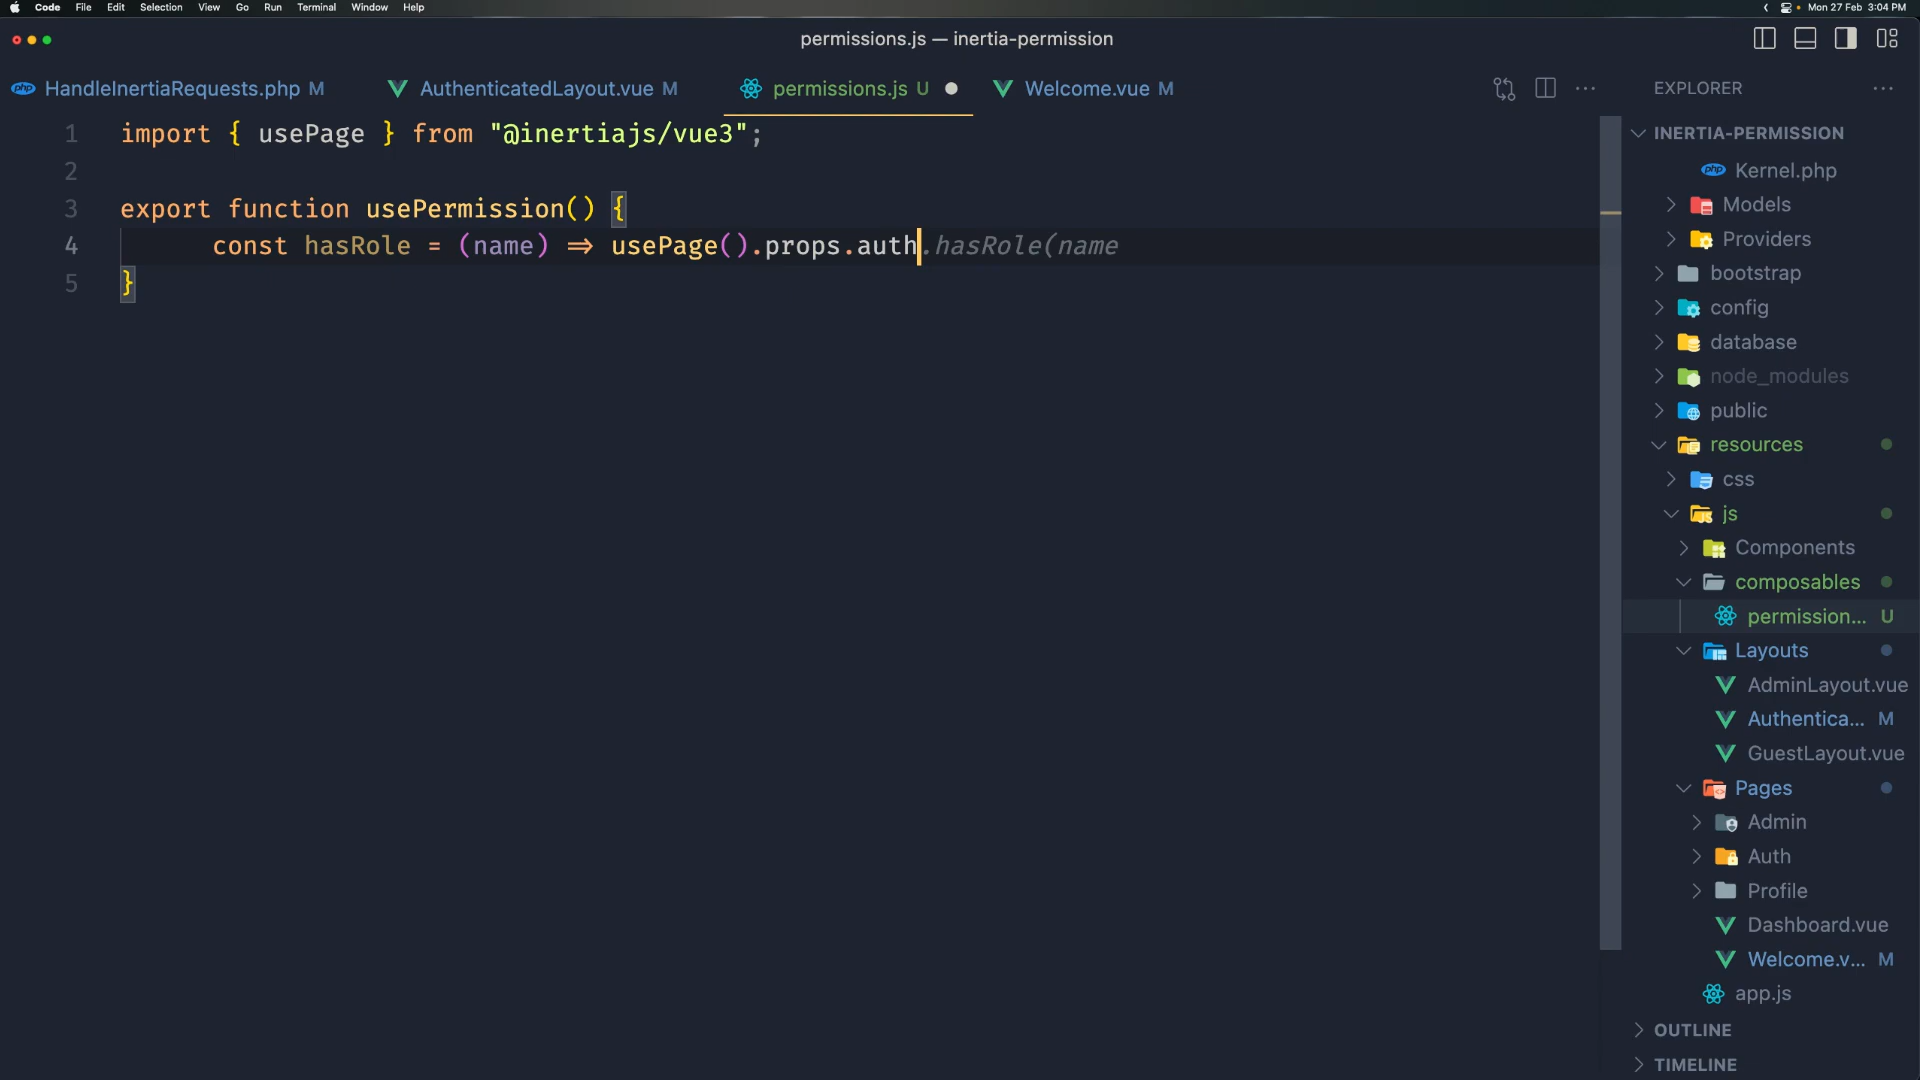 Code File Edit Selection View Go Run Terminal Window Help
Mon 27 Feb 3:04 PM
permissions.js — inertia-permission
php HandleInertiaRequests.php M
AuthenticatedLayout.vue M
permissions.js U
Welcome.vue M
EXPLORER
1 import { usePage } from "@inertiajs/vue3";
2
3 export function usePermission() {
4 const hasRole = (name) => usePage().props.auth.hasRole(name
5 }
INERTIA-PERMISSION
php Kernel.php
Models
Providers
bootstrap
config
database
node_modules
public
resources
css
JS js
Components
composables
permission... U
Layouts
AdminLayout.vue
Authentica... M
GuestLayout.vue
Pages
Admin
Auth
Profile
Dashboard.vue
Welcome.v... M
app.js
OUTLINE
TIMELINE